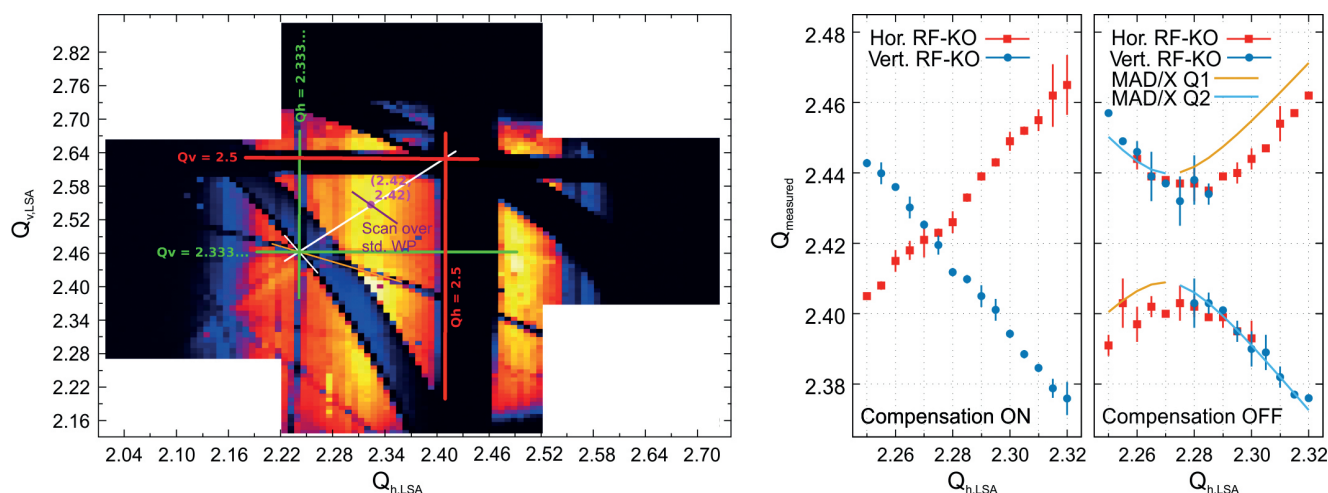 2.82
2.76
2.70
2.64
2.58
2.52
2.46
2.40
2.34
2.28
2.22
2.16
Qv,LSA
Qh = 2.333...
Qv = 2.5
(2.42,
2.42)
Scan over
std. WP
Qv = 2.333...
Qh = 2.5
2.04 2.10 2.16 2.22 2.28 2.34 2.40 2.46 2.52 2.58 2.64 2.70
Qh,LSA
2.48
2.46
2.44
2.42
2.40
2.38
Qmeasured
Hor. RF-KO
Vert. RF-KO
Compensation ON
2.26 2.28 2.30 2.32
Qh,LSA
Hor. RF-KO
Vert. RF-KO
MAD/X Q1
MAD/X Q2
Compensation OFF
2.26 2.28 2.30 2.32
Qh,LSA